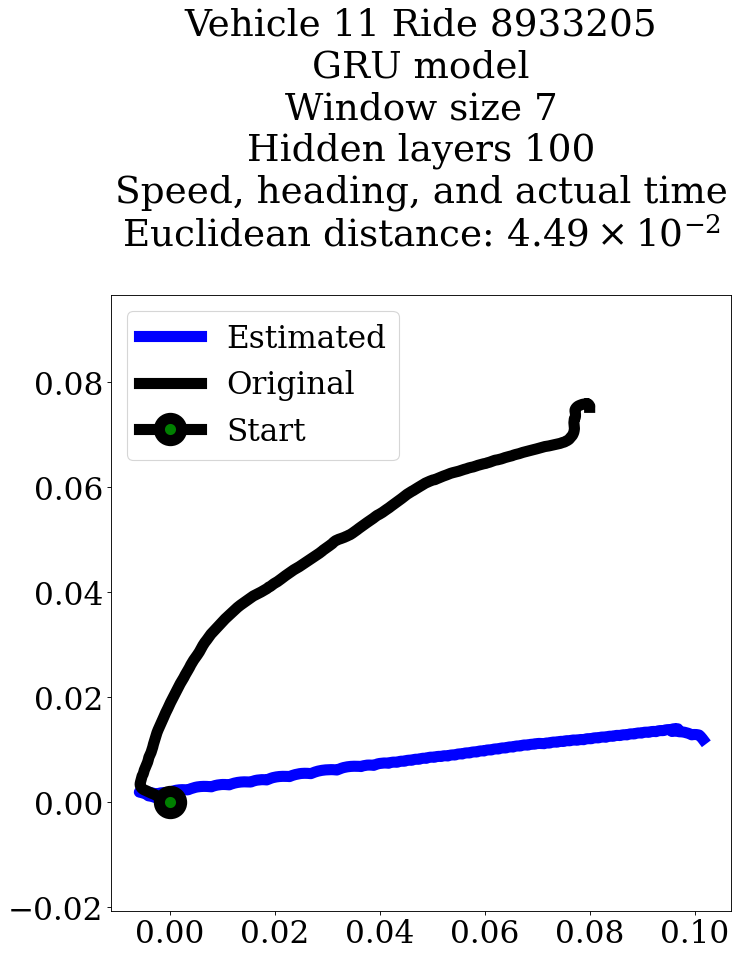 Vehicle 11 Ride 8933205
GRU model
Window size 7
Hidden layers 100
Speed, heading, and actual time
Euclidean distance: 4.49 × 10⁻²
Estimated
Original
Start
0.08
0.06
0.04
0.02
0.00
−0.02
0.00 0.02 0.04 0.06 0.08 0.10